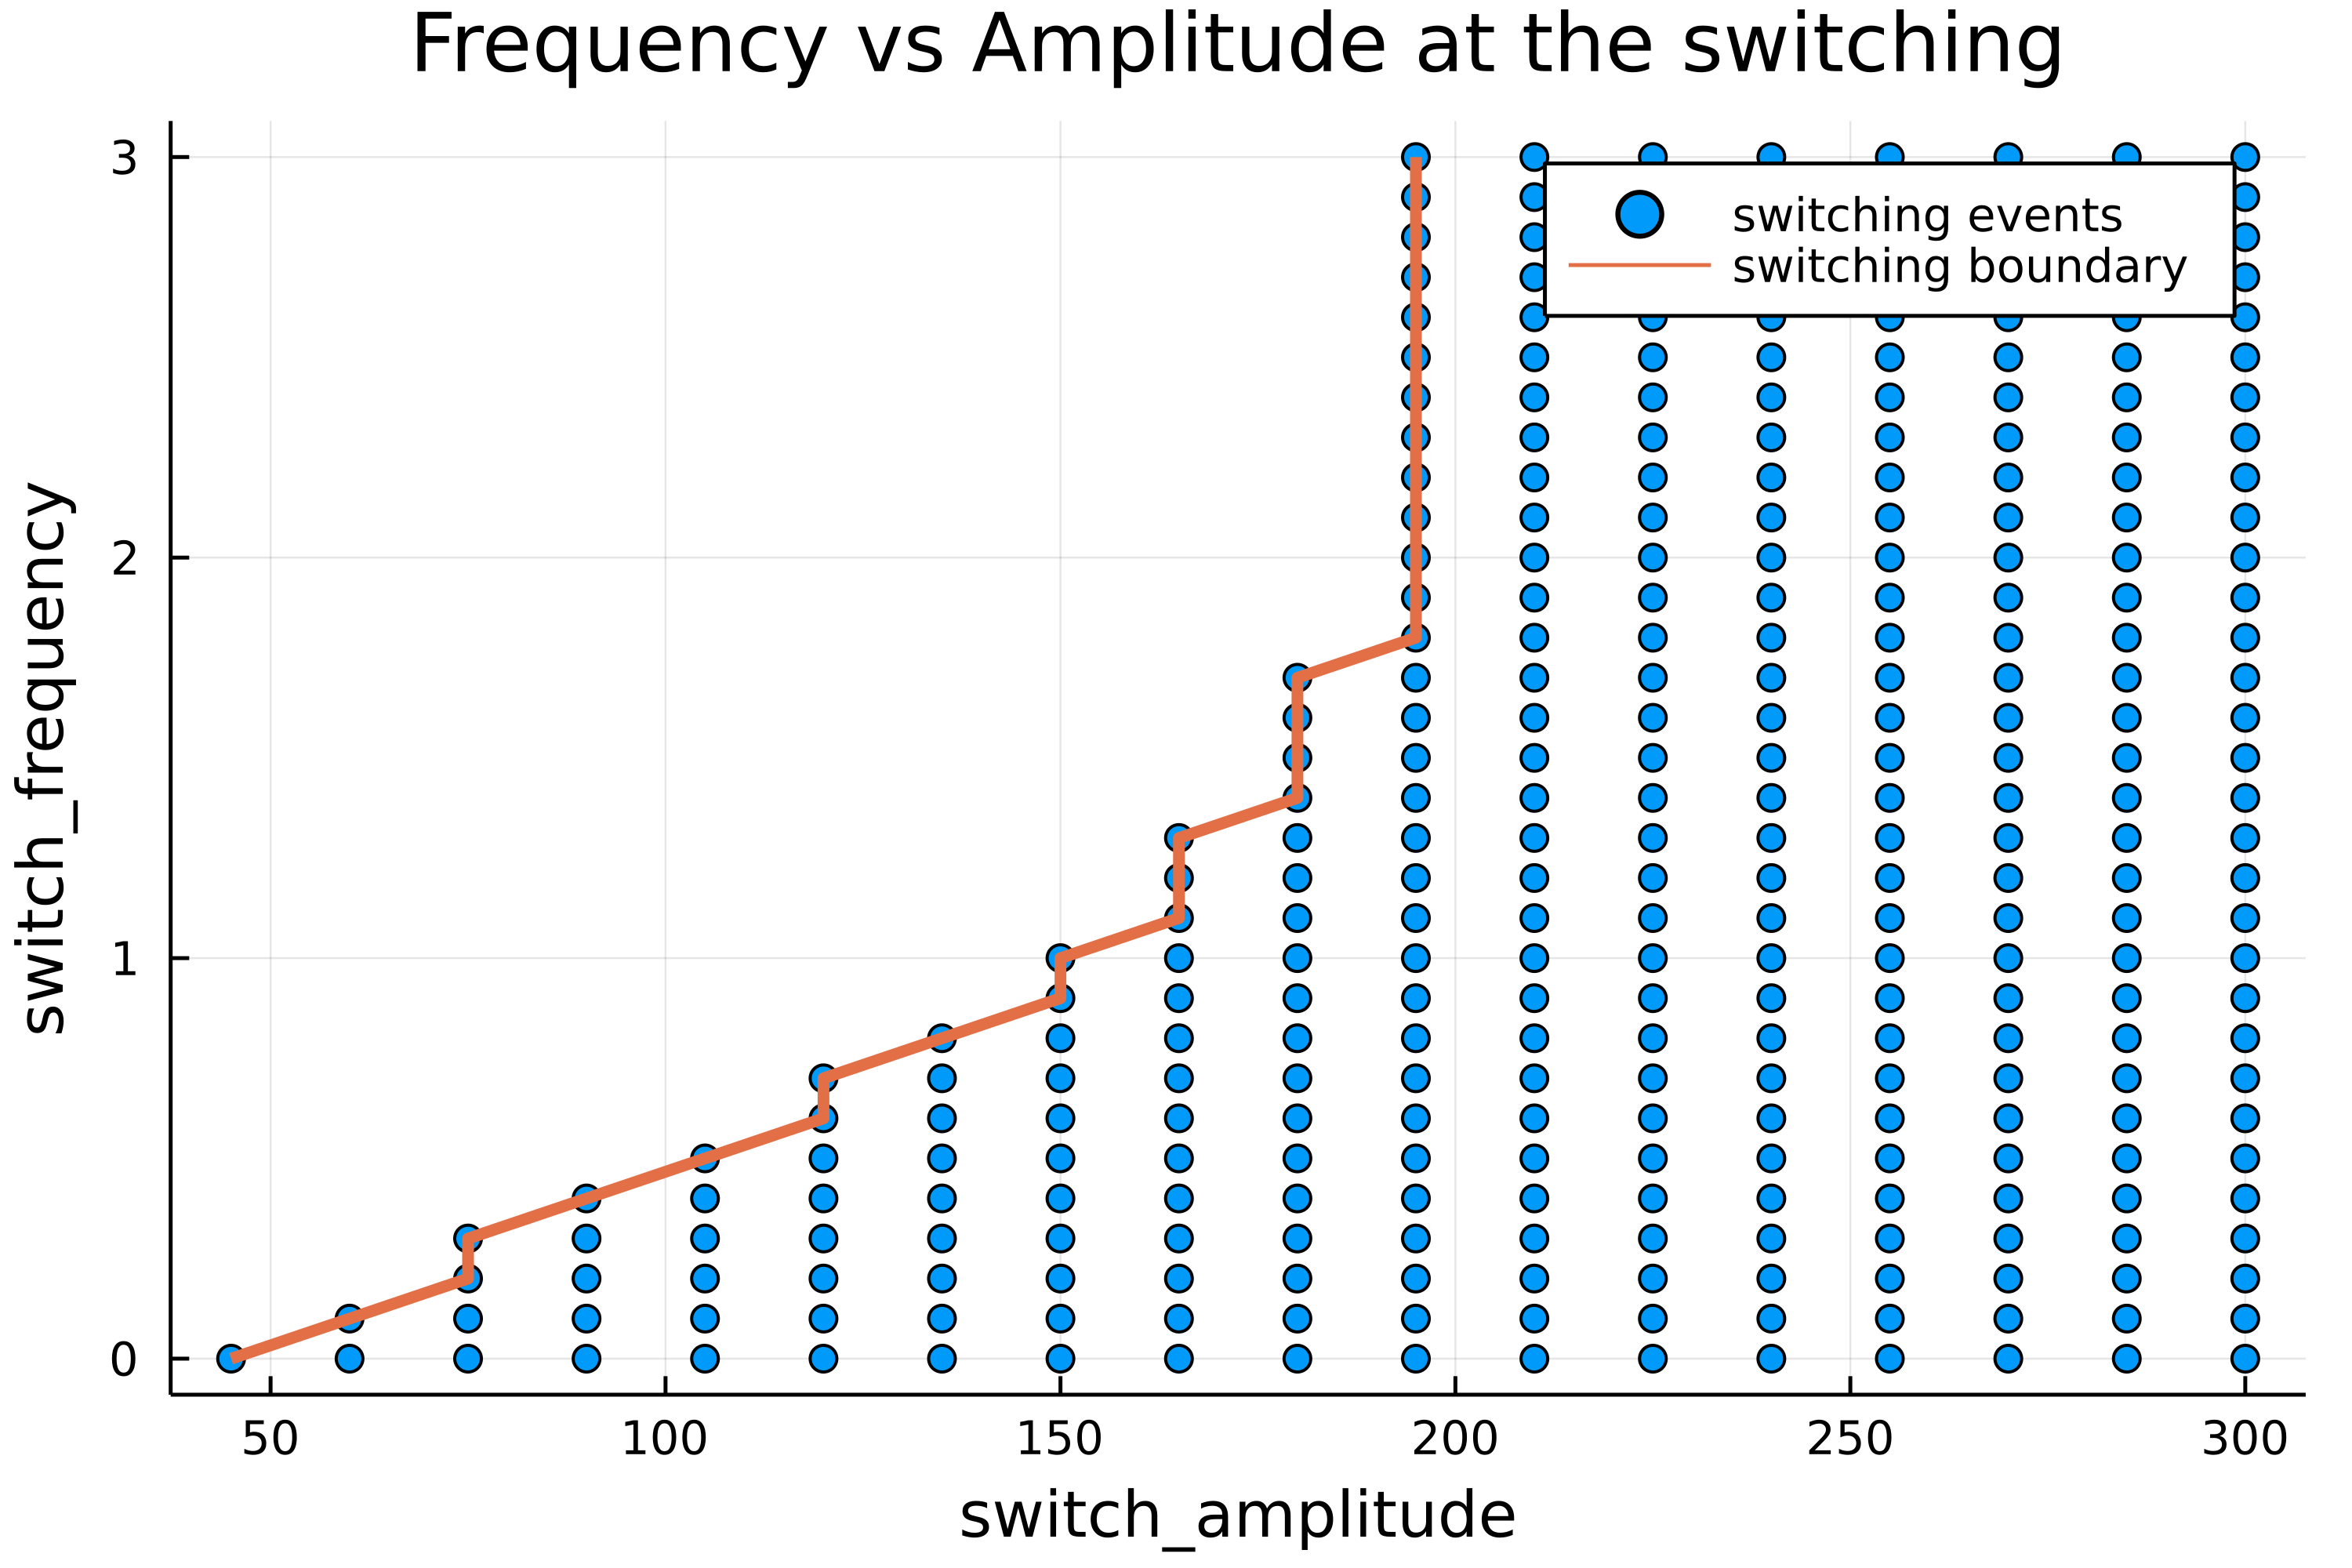 Frequency vs Amplitude at the switching
switching events
switching boundary
switch_frequency
3
2
1
0
50 100 150 200 250 300
switch_amplitude